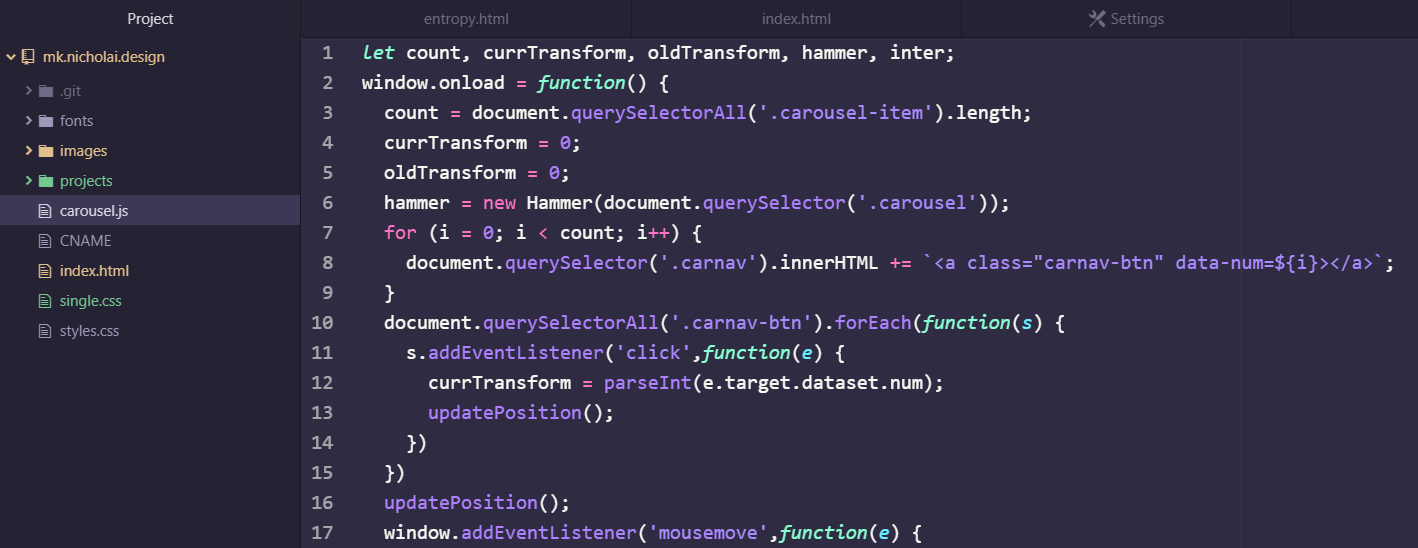 Project
entropy.html
index.html
Settings
mk.nicholai.design
.git
fonts
images
projects
carousel.js
CNAME
index.html
single.css
styles.css
1 let count, currTransform, oldTransform, hammer, inter;
2 window.onload = function() {
3 count = document.querySelectorAll('.carousel-item').length;
4 currTransform = 0;
5 oldTransform = 0;
6 hammer = new Hammer(document.querySelector('.carousel'));
7 for (i = 0; i < count; i++) {
8 document.querySelector('.carnav').innerHTML += `<a class="carnav-btn" data-num=${i}></a>`;
9 }
10 document.querySelectorAll('.carnav-btn').forEach(function(s) {
11 s.addEventListener('click',function(e) {
12 currTransform = parseInt(e.target.dataset.num);
13 updatePosition();
14 })
15 })
16 updatePosition();
17 window.addEventListener('mousemove',function(e) {